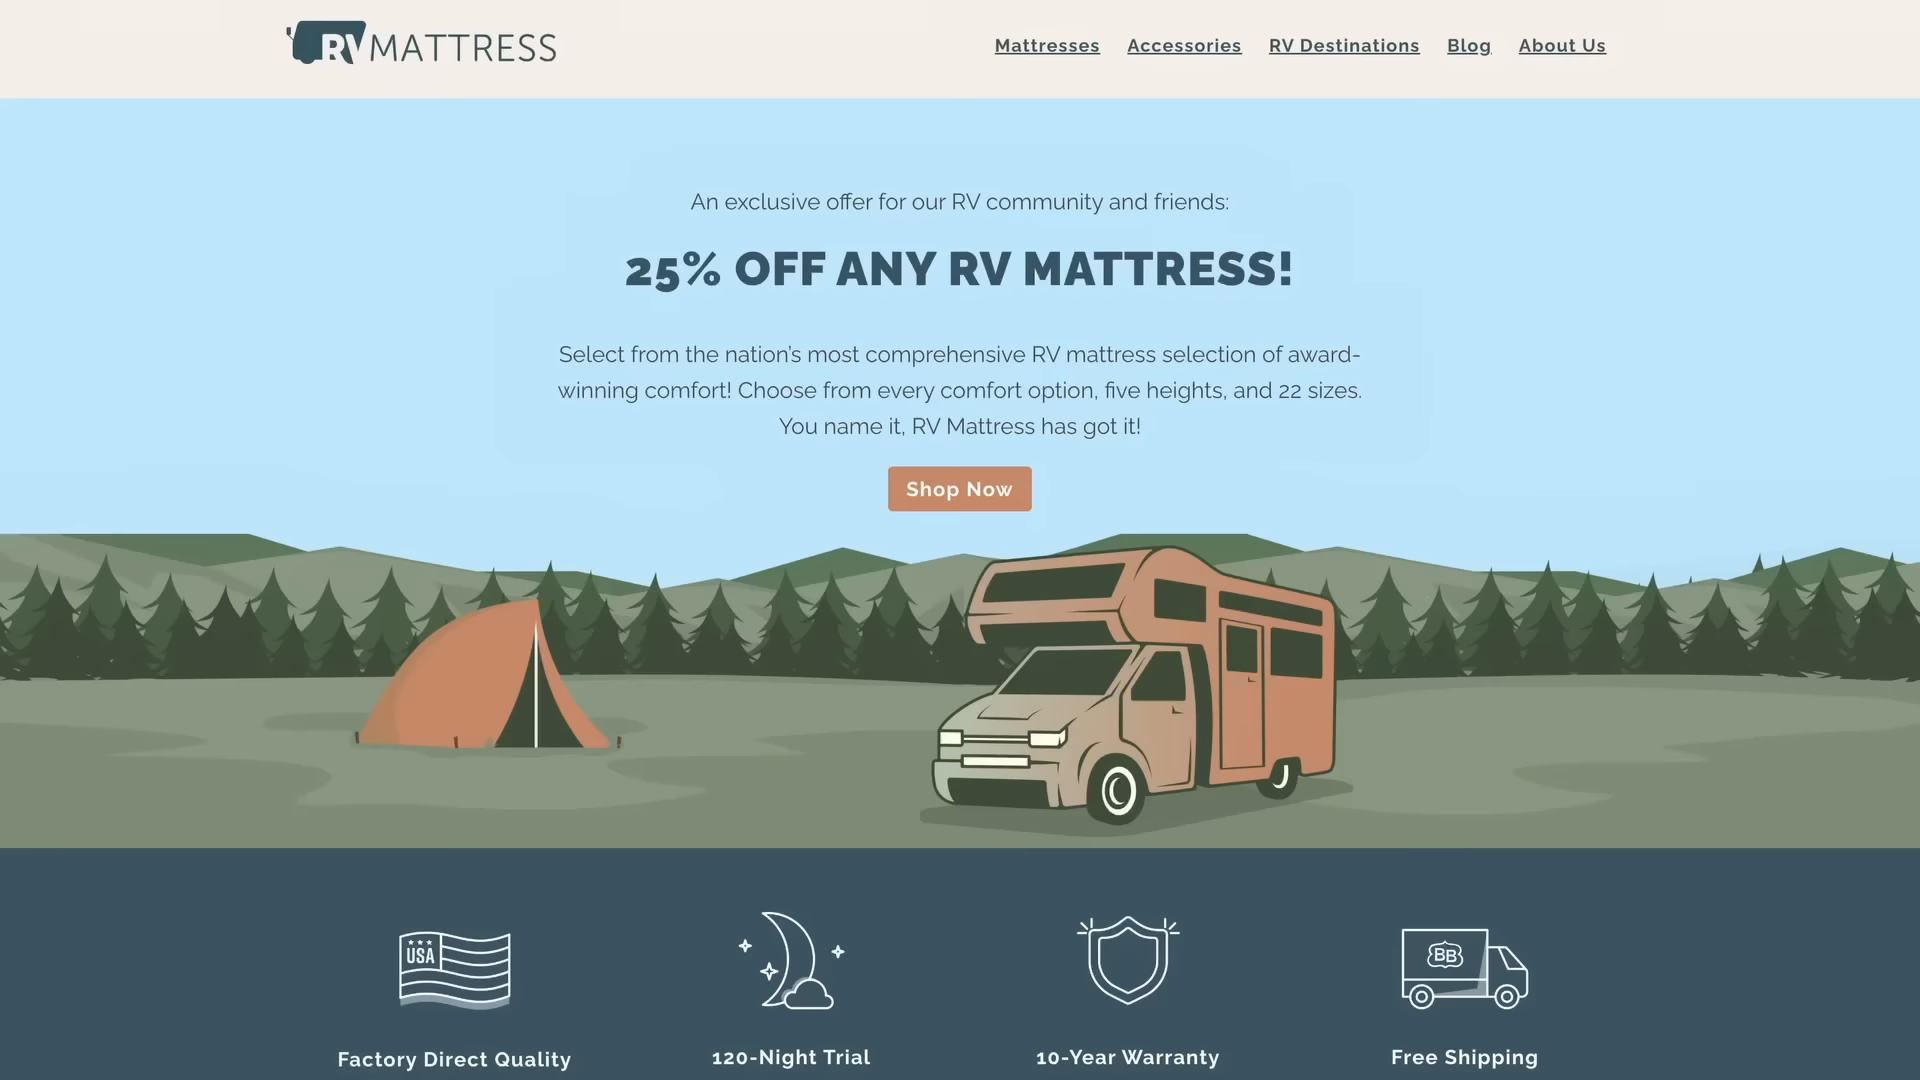 RV MATTRESS
Mattresses Accessories RV Destinations Blog About Us
An exclusive offer for our RV community and friends:
25% OFF ANY RV MATTRESS!
Select from the nation’s most comprehensive RV mattress selection of award-
winning comfort! Choose from every comfort option, five heights, and 22 sizes.
You name it, RV Mattress has got it!
Shop Now
USA
BB
Factory Direct Quality
120-Night Trial
10-Year Warranty
Free Shipping